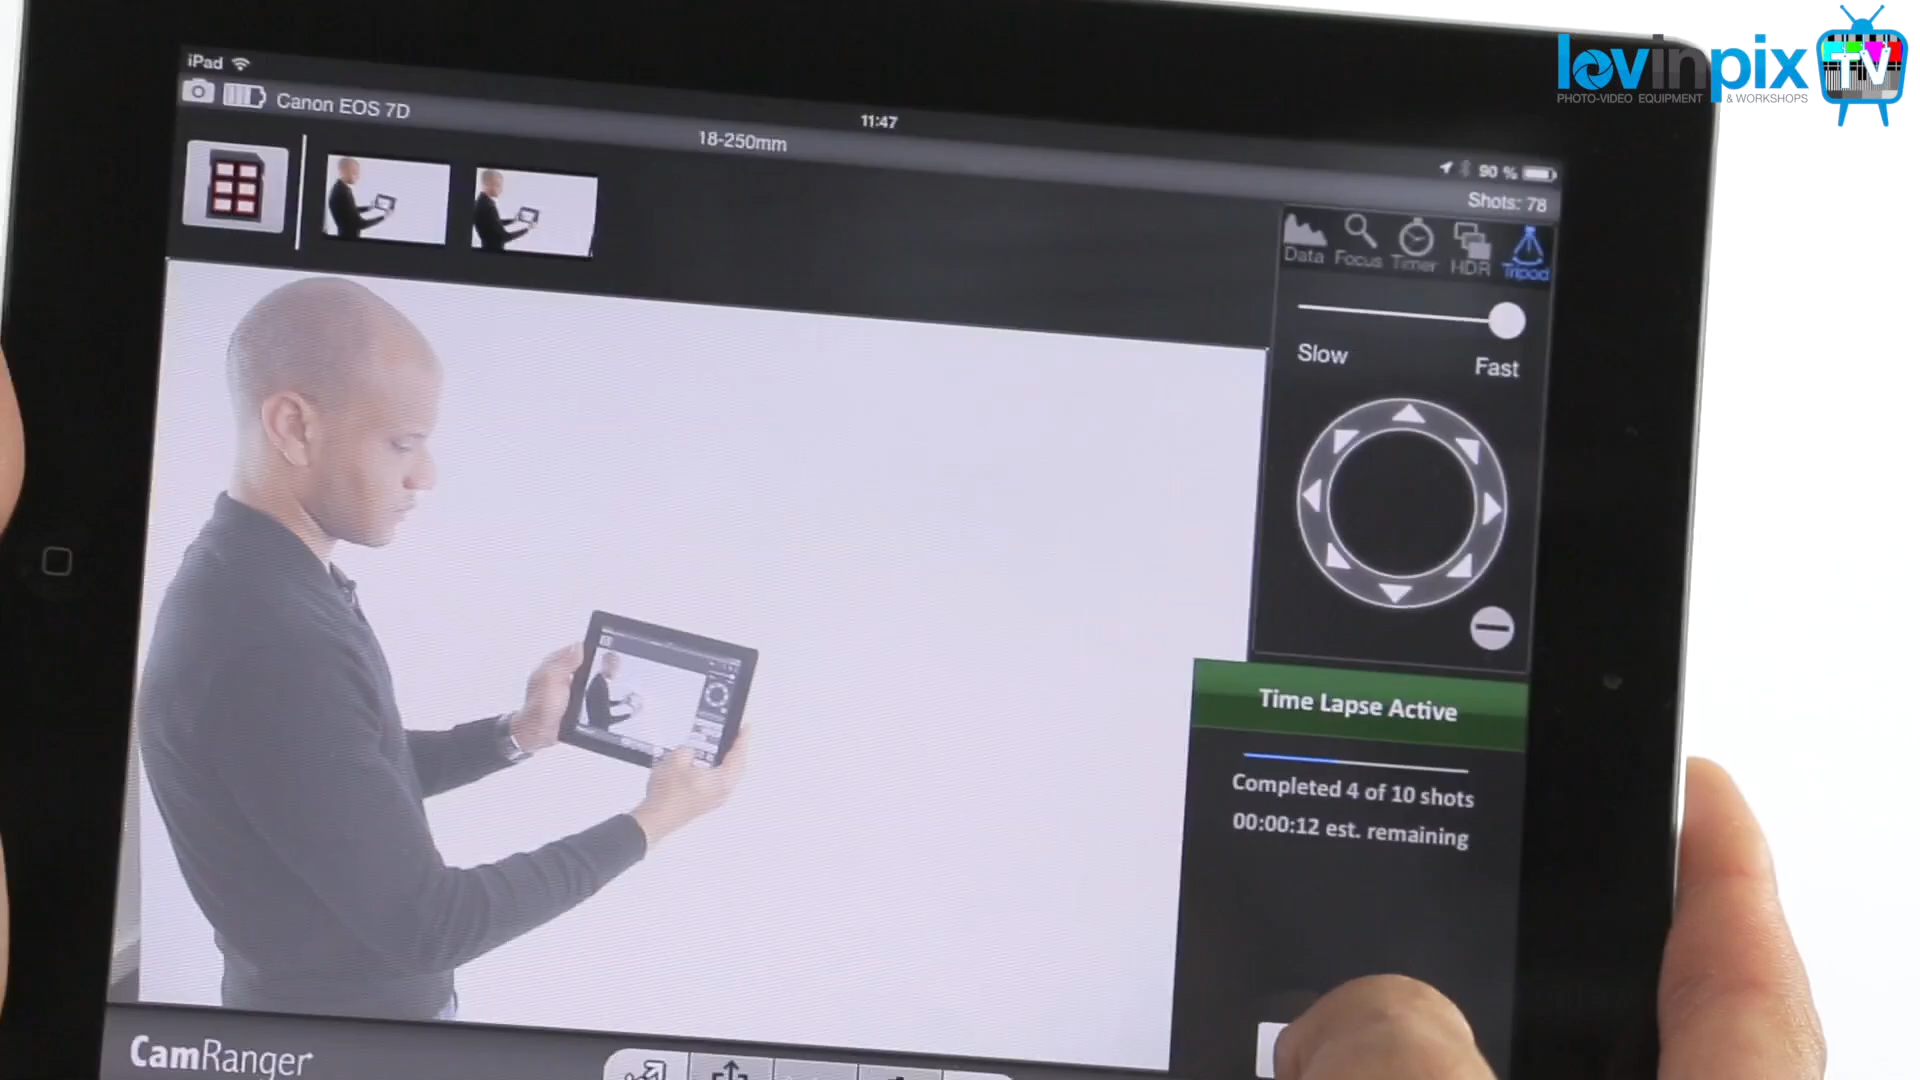 lovinpix TV
PHOTO-VIDEO EQUIPMENT & WORKSHOPS
iPad
Canon EOS 7D
11:47
18-250mm
90 %
Shots: 78
Data Focus Timer HDR Tripod
Slow Fast
Time Lapse Active
Completed 4 of 10 shots
00:00:12 est. remaining
CamRanger